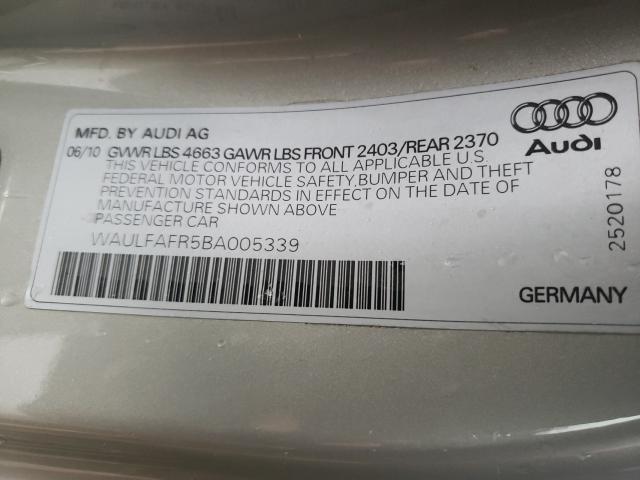 MFD. BY AUDI AG
06/10 GVWR LBS 4663 GAWR LBS FRONT 2403/REAR 2370
THIS VEHICLE CONFORMS TO ALL APPLICABLE U.S.
FEDERAL MOTOR VEHICLE SAFETY, BUMPER AND THEFT
PREVENTION STANDARDS IN EFFECT ON THE DATE OF
MANUFACTURE SHOWN ABOVE
PASSENGER CAR
WAULFAFR5BA005339
Audi
2520178
GERMANY